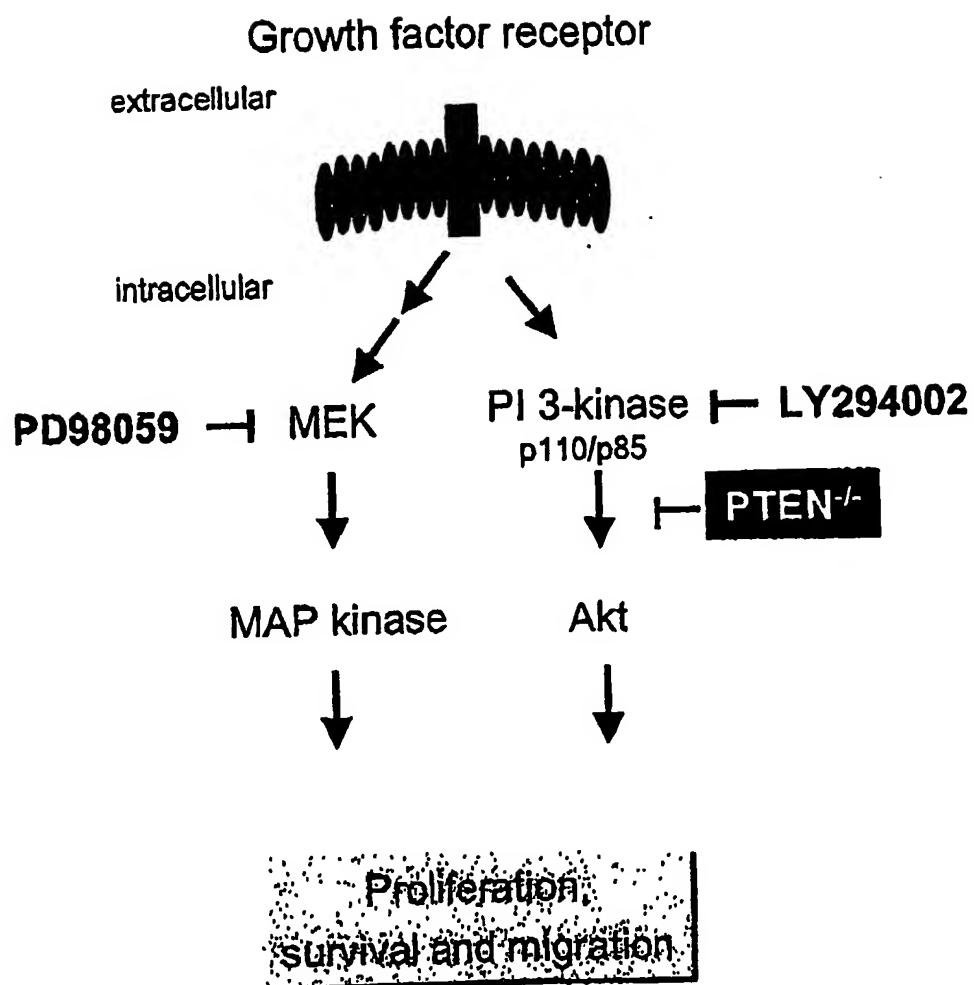 Growth factor receptor
extracellular
intracellular
PD98059
MEK
PI 3-kinase
p110/p85
LY294002
PTEN-/-
MAP kinase
Akt
Proliferation,
survival and migration